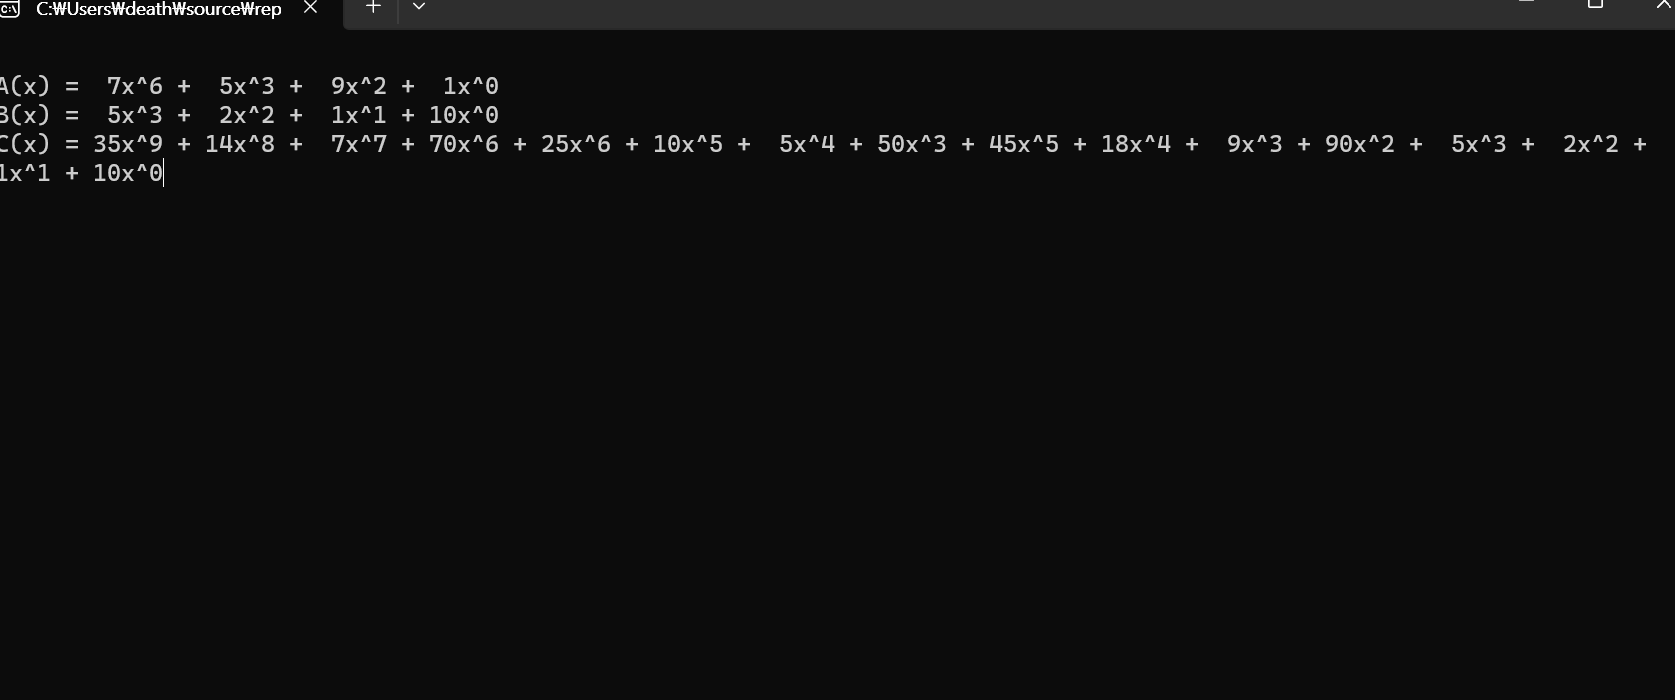 C:₩Users₩death₩source₩rep
A(x) =  7x^6 +  5x^3 +  9x^2 +  1x^0
B(x) =  5x^3 +  2x^2 +  1x^1 + 10x^0
C(x) = 35x^9 + 14x^8 +  7x^7 + 70x^6 + 25x^6 + 10x^5 +  5x^4 + 50x^3 + 45x^5 + 18x^4 +  9x^3 + 90x^2 +  5x^3 +  2x^2 +
1x^1 + 10x^0